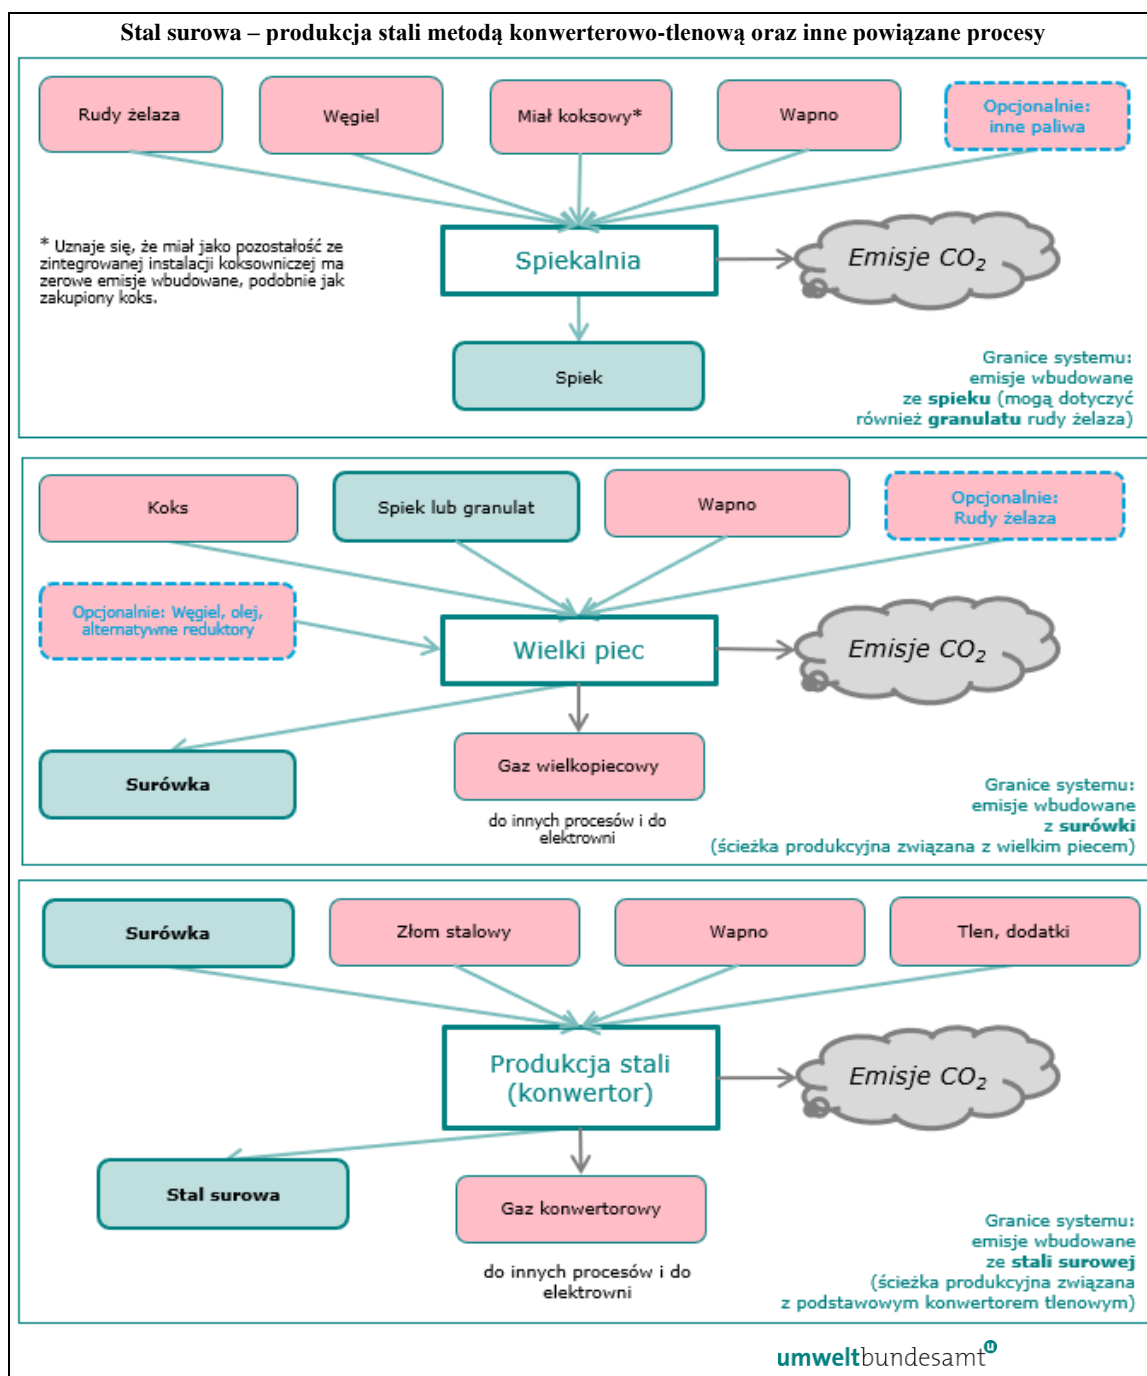 Stal surowa – produkcja stali metodą konwerterowo-tlenową oraz inne powiązane procesy
Rudy żelaza
Węgiel
Miał koksowy*
Wapno
Opcjonalnie:
inne paliwa
* Uznaje się, że miał jako pozostałość ze
zintegrowanej instalacji koksowniczej ma
zerowe emisje wbudowane, podobnie jak
zakupiony koks.
Spiekalnia
Emisje CO2
Spiek
Granice systemu:
emisje wbudowane
ze spieku (mogą dotyczyć
również granulatu rudy żelaza)
Koks
Spiek lub granulat
Wapno
Opcjonalnie:
Rudy żelaza
Opcjonalnie: Węgiel, olej,
alternatywne reduktory
Wielki piec
Emisje CO2
Surówka
Gaz wielkopiecowy
do innych procesów i do
elektrowni
Granice systemu:
emisje wbudowane
z surówki
(ścieżka produkcyjna związana z wielkim piecem)
Surówka
Złom stalowy
Wapno
Tlen, dodatki
Produkcja stali
(konwertor)
Emisje CO2
Stal surowa
Gaz konwertorowy
do innych procesów i do
elektrowni
Granice systemu:
emisje wbudowane
ze stali surowej
(ścieżka produkcyjna związana
z podstawowym konwertorem tlenowym)
umweltbundesamt u